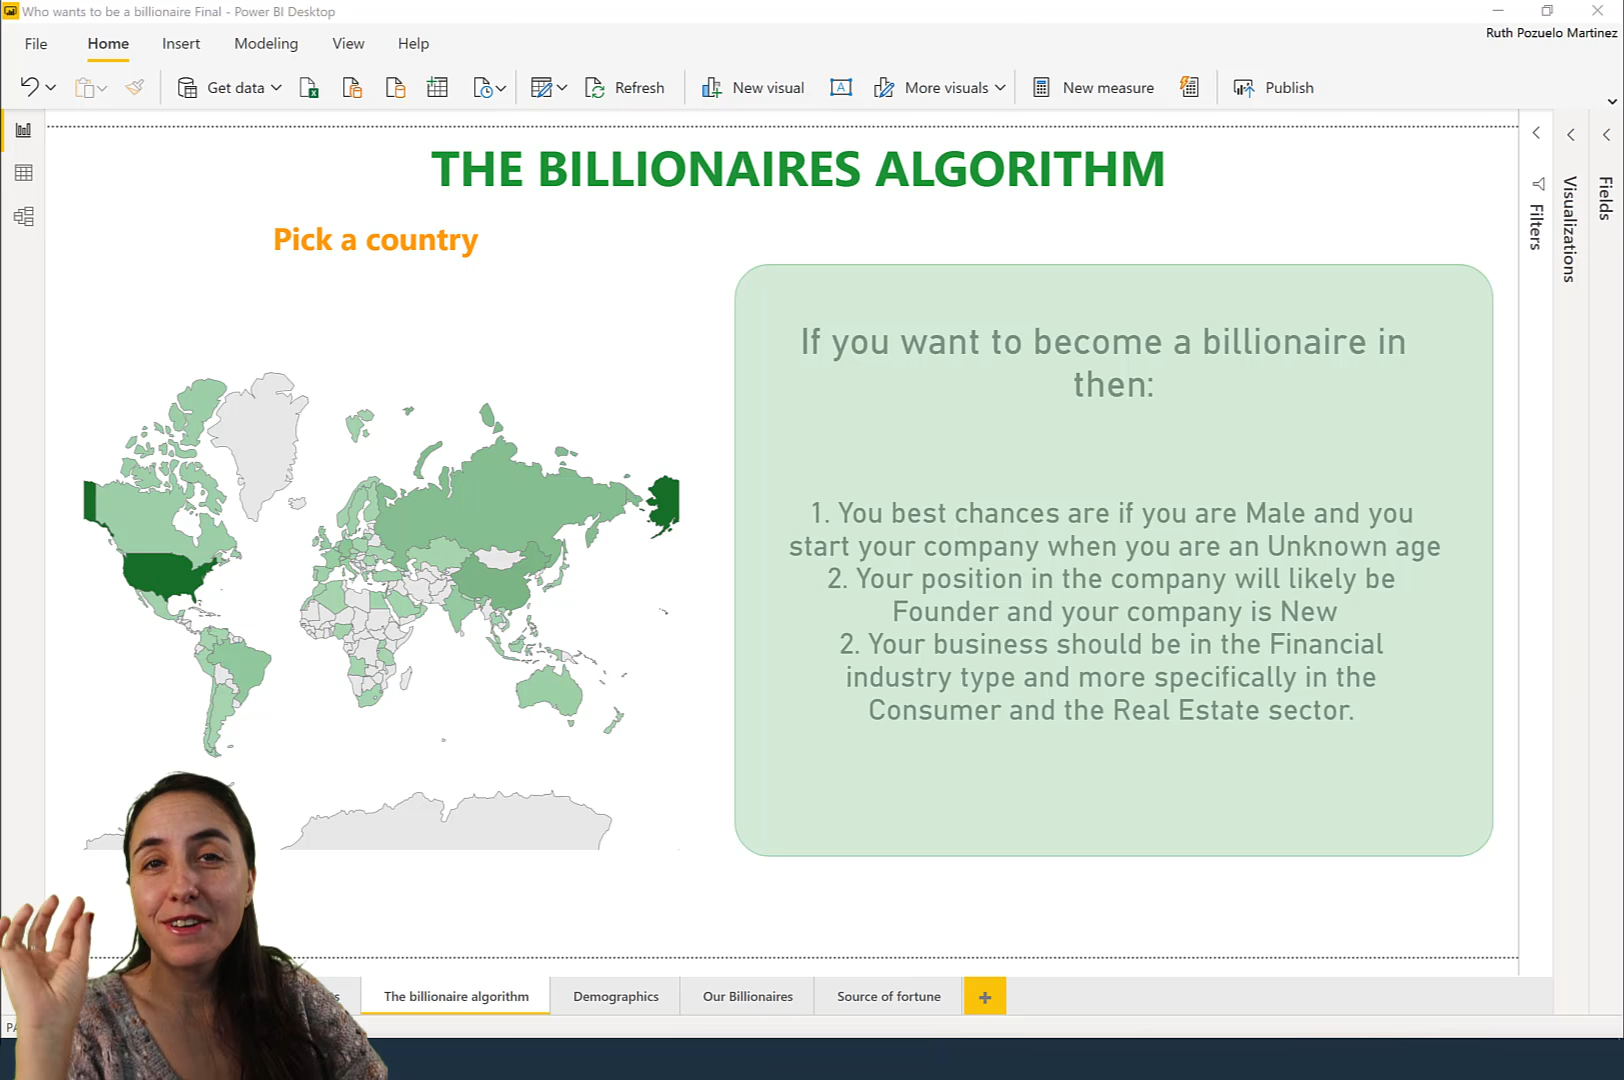 Who wants to be a billionaire Final - Power BI Desktop
Ruth Pozuelo Martinez
File Home Insert Modeling View Help
Get data Refresh New visual More visuals New measure Publish
THE BILLIONAIRES ALGORITHM
Pick a country
If you want to become a billionaire in
then:
1. You best chances are if you are Male and you
start your company when you are an Unknown age
2. Your position in the company will likely be
Founder and your company is New
2. Your business should be in the Financial
industry type and more specifically in the
Consumer and the Real Estate sector.
Filters
Visualizations
Fields
The billionaire algorithm Demographics Our Billionaires Source of fortune